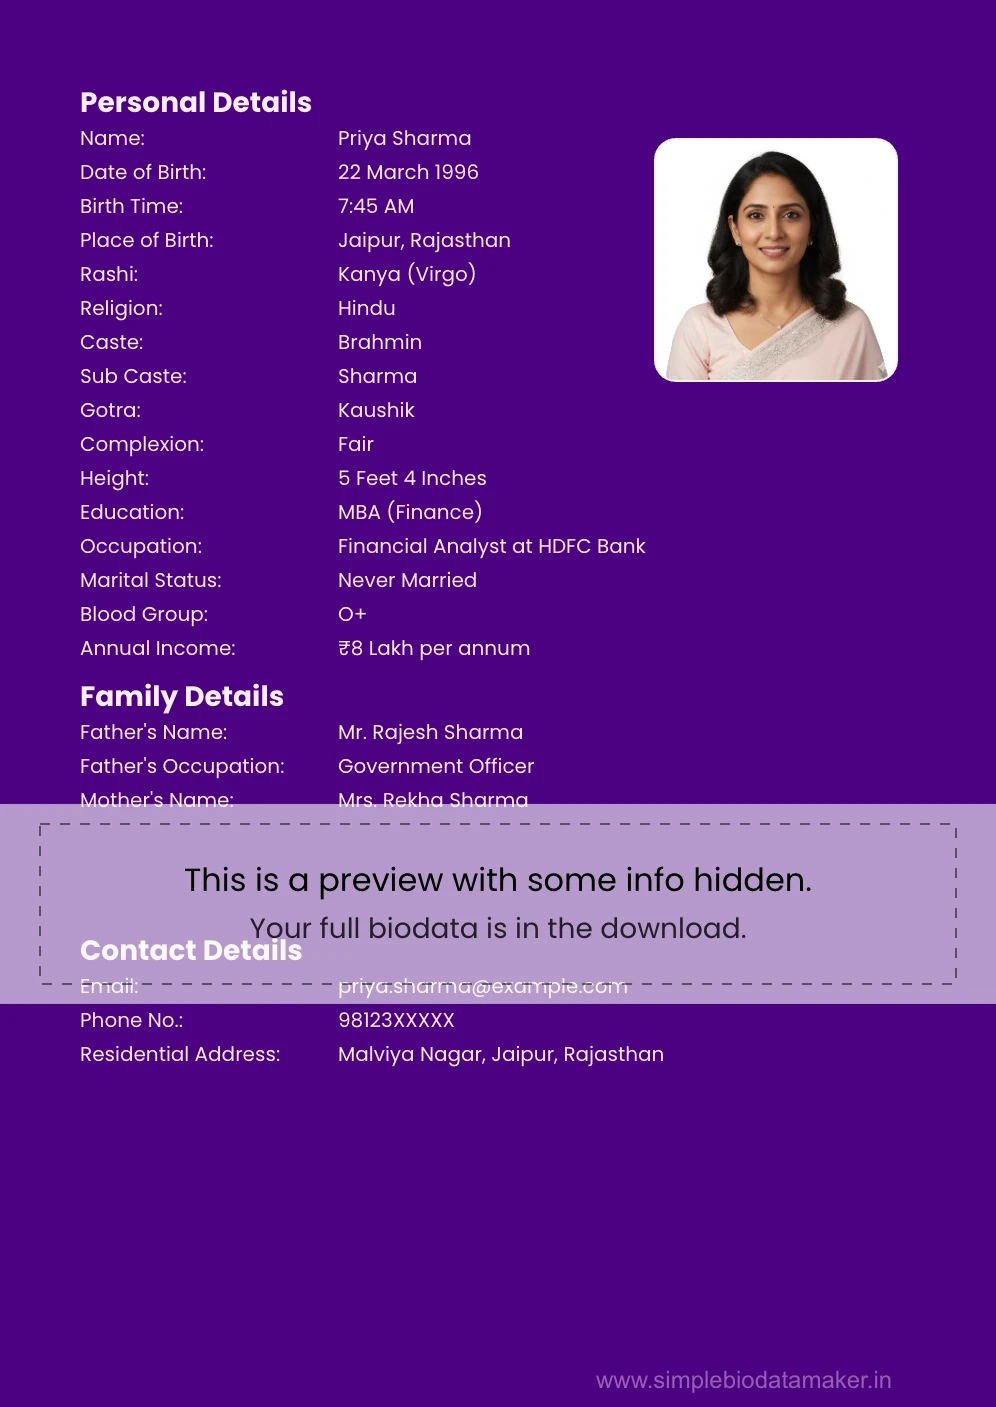 Personal Details
Name: Priya Sharma
Date of Birth: 22 March 1996
Birth Time: 7:45 AM
Place of Birth: Jaipur, Rajasthan
Rashi: Kanya (Virgo)
Religion: Hindu
Caste: Brahmin
Sub Caste: Sharma
Gotra: Kaushik
Complexion: Fair
Height: 5 Feet 4 Inches
Education: MBA (Finance)
Occupation: Financial Analyst at HDFC Bank
Marital Status: Never Married
Blood Group: O+
Annual Income: ₹8 Lakh per annum
Family Details
Father's Name: Mr. Rajesh Sharma
Father's Occupation: Government Officer
Mother's Name: Mrs. Rekha Sharma
This is a preview with some info hidden.
Your full biodata is in the download.
Contact Details
Email: priya.sharma@example.com
Phone No.: 98123XXXXX
Residential Address: Malviya Nagar, Jaipur, Rajasthan
www.simplebiodatamaker.in